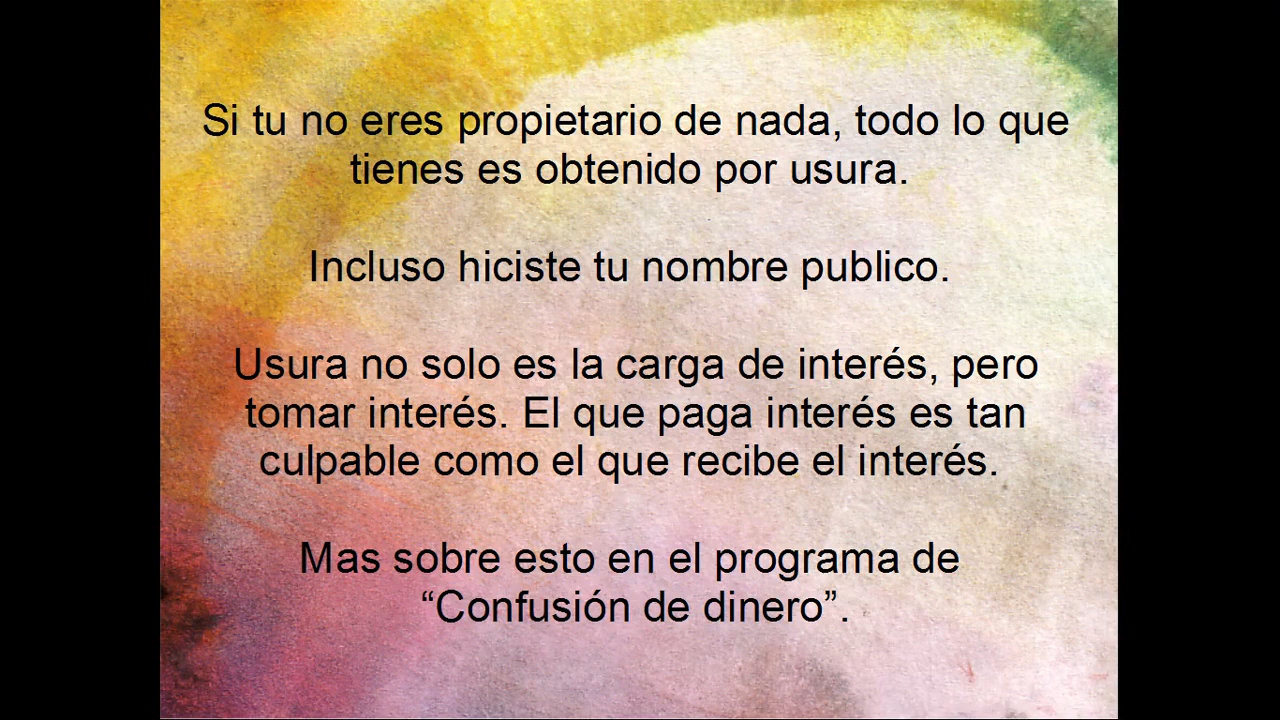 Si tu no eres propietario de nada, todo lo que
tienes es obtenido por usura.
Incluso hiciste tu nombre publico.
Usura no solo es la carga de interés, pero
tomar interés. El que paga interés es tan
culpable como el que recibe el interés.
Mas sobre esto en el programa de
“Confusión de dinero”.